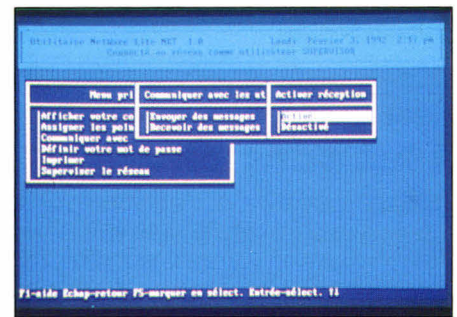 Utilitaire NetWare Lite NET 1.0 Lundi Février 3, 1992 2:57 pm
Connecté au réseau comme utilisateur SUPERVISOR
Menu pri
Communiquer avec les ut
Activer réception
Afficher votre co
Assigner les poin
Communiquer avec
Définir votre mot de passe
Imprimer
Superviser le réseau
Envoyer des messages
Recevoir des messages
Activé
Désactivé
F1-aide Echap-retour F5-marquer en sélect. Entrée-sélect.